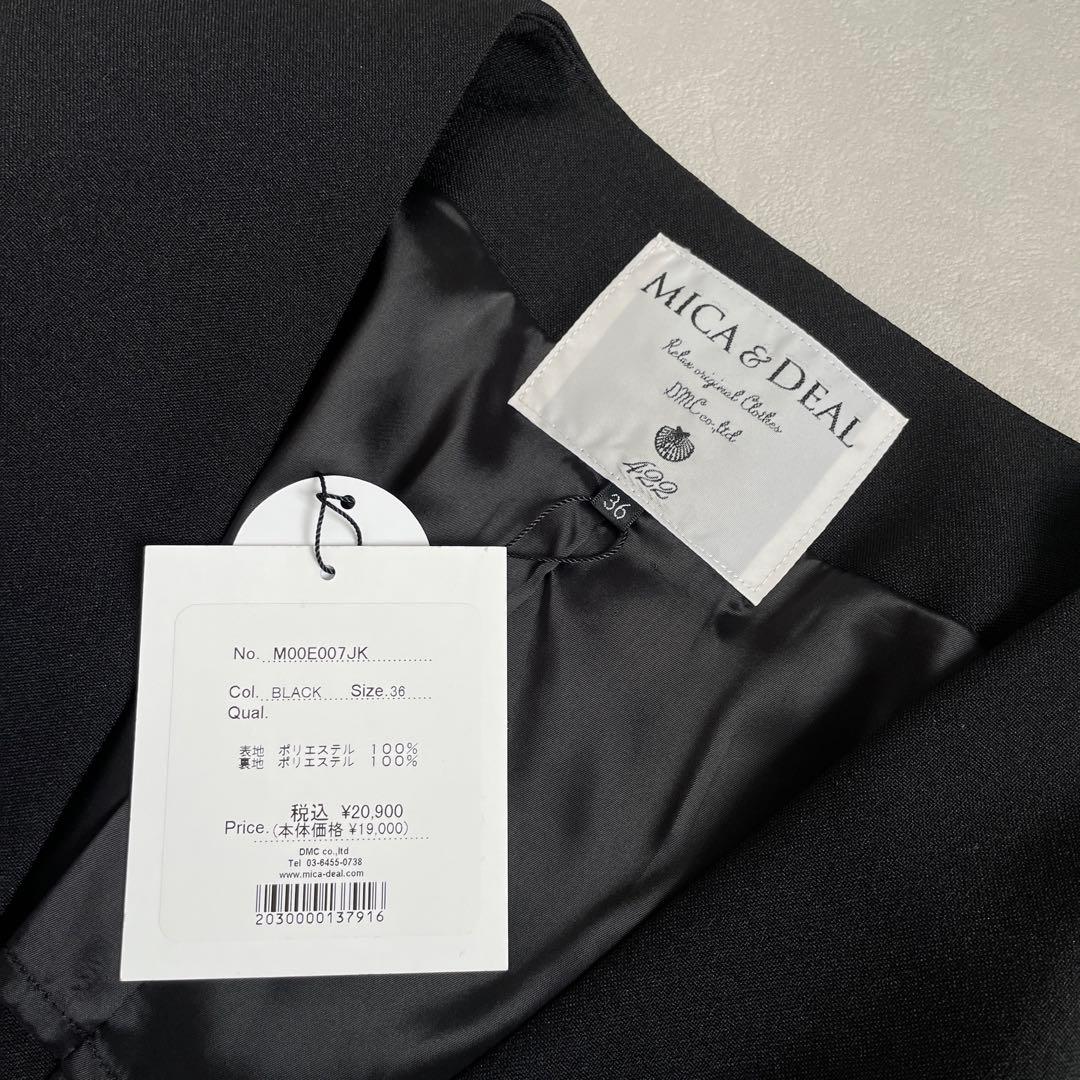 MICA & DEAL
Relax original Clothes
DMC co.,ltd
422
36
No. M00E007JK
Col. BLACK Size.36
Qual.
表地 ポリエステル 100%
裏地 ポリエステル 100%
税込 ¥20,900
Price. (本体価格 ¥19,000)
DMC co.,ltd
Tel 03-6455-0738
www.mica-deal.com
2030000137916